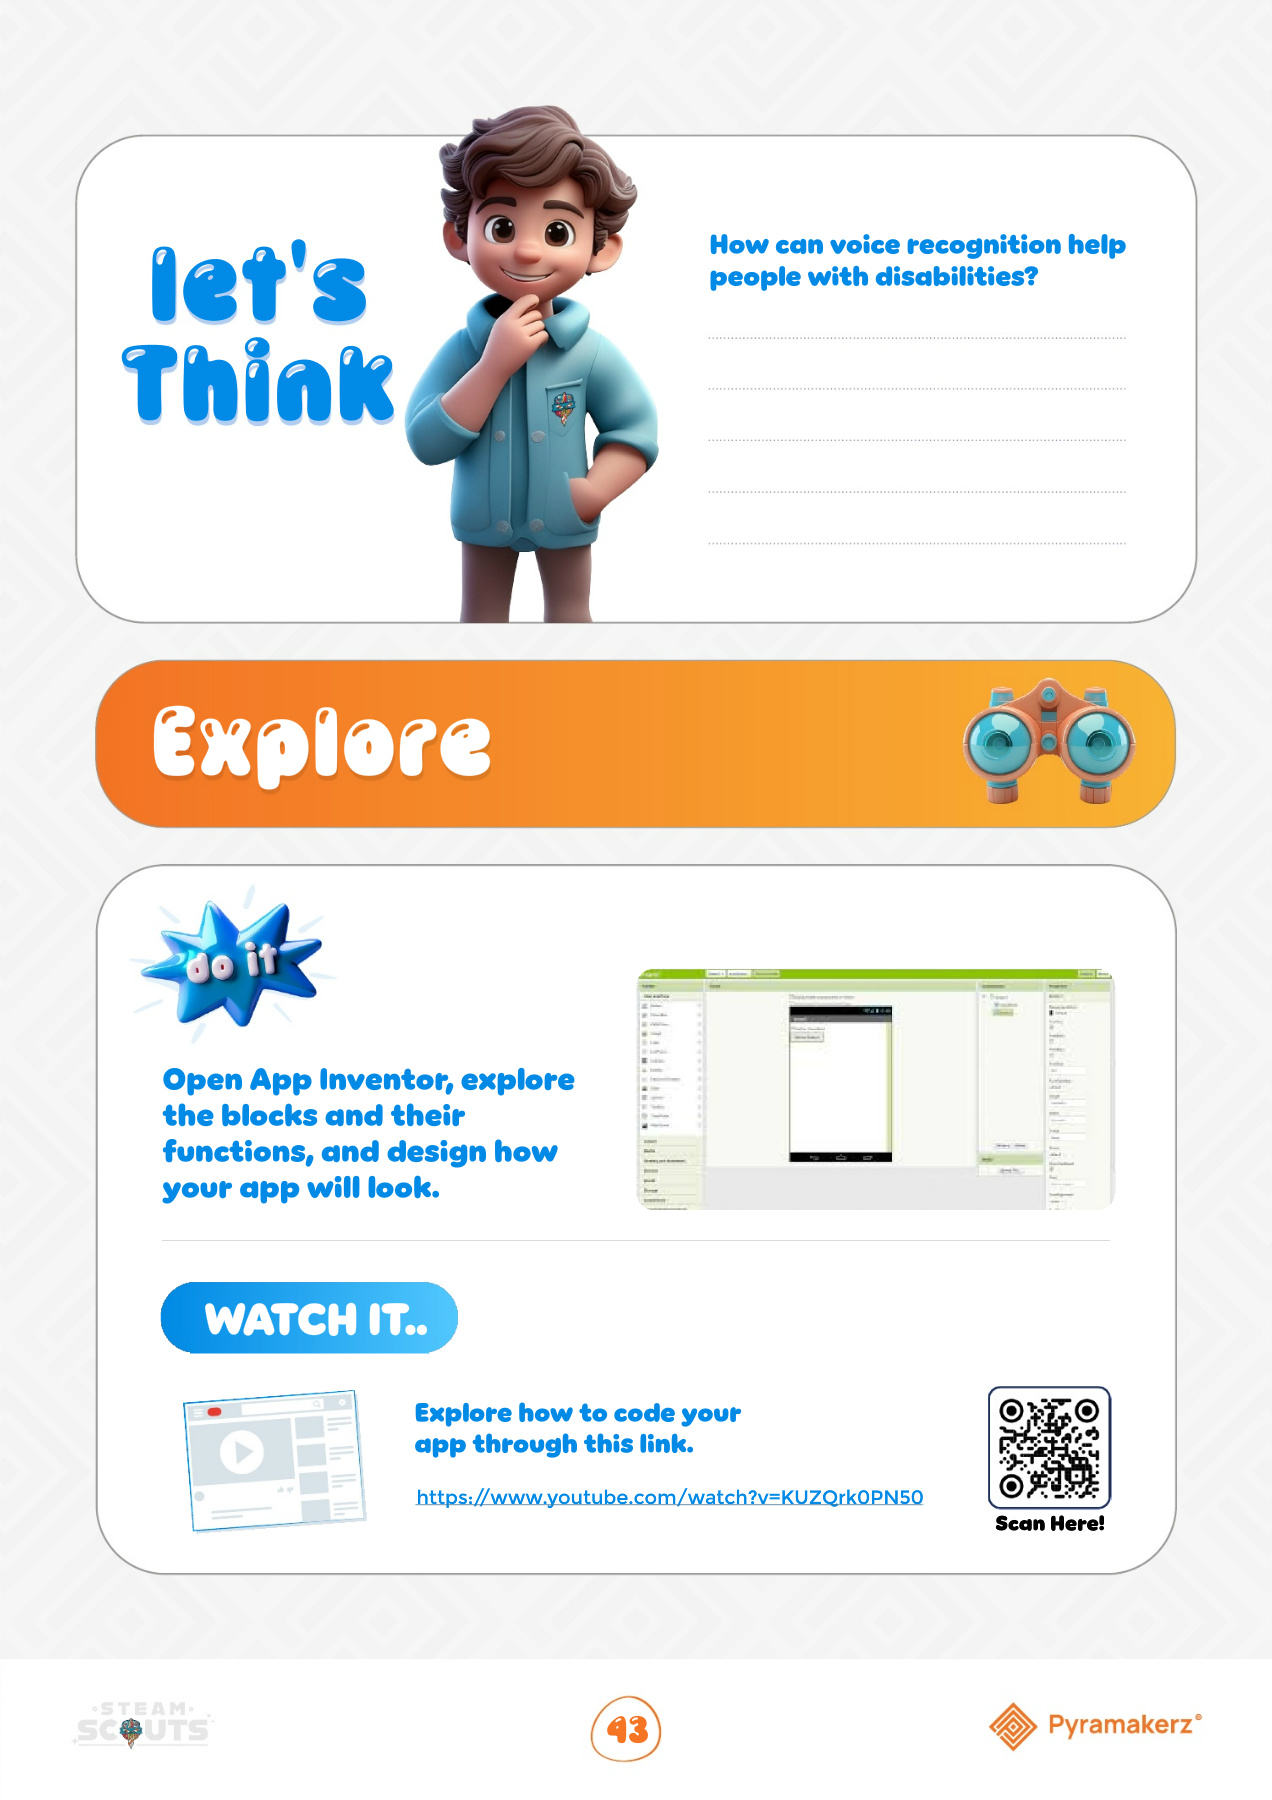 let's
Think
How can voice recognition help
people with disabilities?
Explore
do it
Open App Inventor, explore
the blocks and their
functions, and design how
your app will look.
WATCH IT..
Explore how to code your
app through this link.
https://www.youtube.com/watch?v=KUZQrk0PN50
Scan Here!
STEAM
SCOUTS
43
Pyramakerz